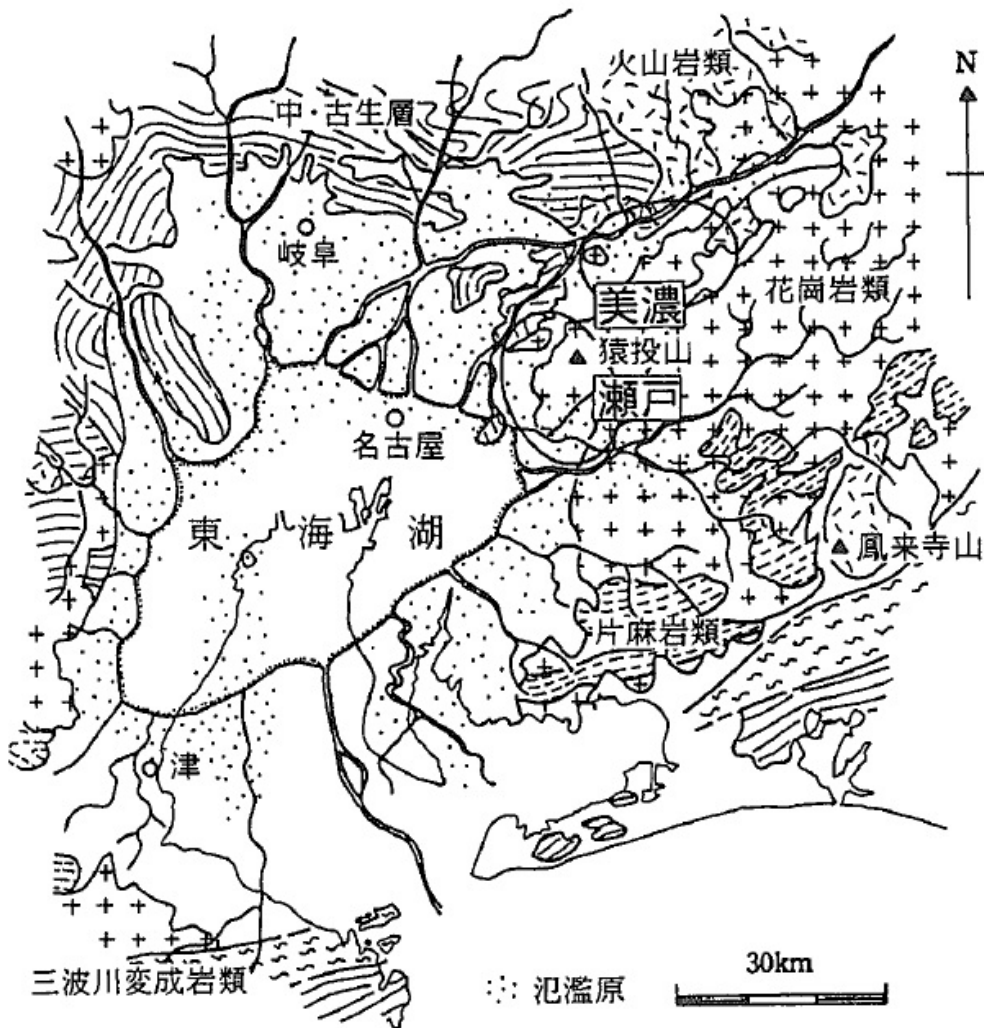 火山岩類
N
中・古生層
岐阜
美濃
花崗岩類
猿投山
瀬戸
名古屋
東海湖
鳳来寺山
片麻岩類
津
三波川変成岩類
氾濫原
30km